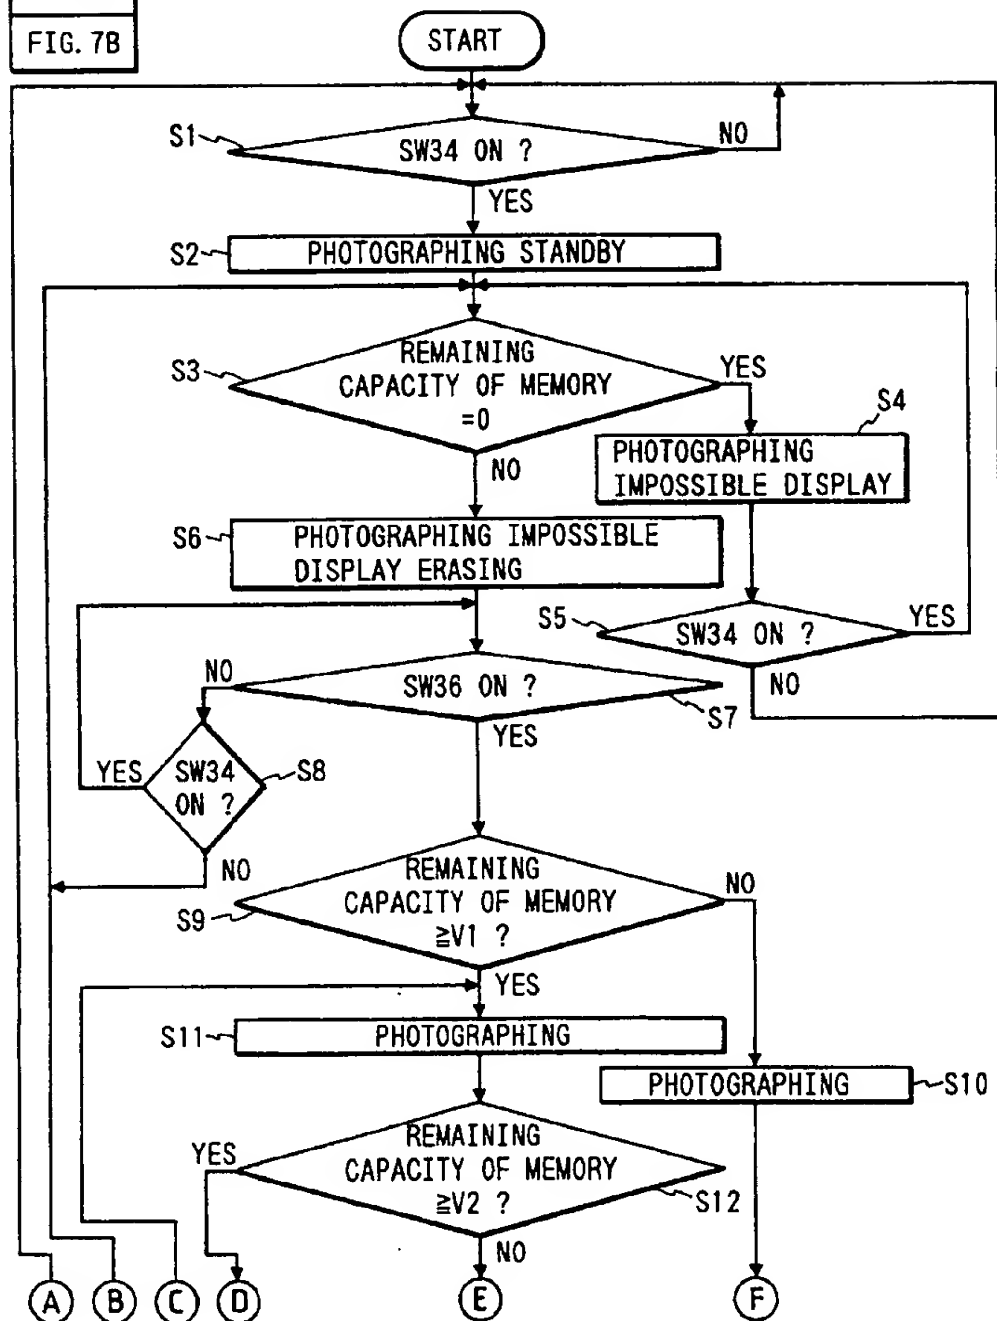 FIG. 7B
START
S1
SW34 ON ?
NO
YES
S2
PHOTOGRAPHING STANDBY
S3
REMAINING
CAPACITY OF MEMORY
=0
YES
NO
S4
PHOTOGRAPHING
IMPOSSIBLE DISPLAY
S6
PHOTOGRAPHING IMPOSSIBLE
DISPLAY ERASING
S5
SW34 ON ?
YES
NO
NO
SW36 ON ?
S7
YES
YES
SW34
ON ?
S8
NO
REMAINING
CAPACITY OF MEMORY
≧V1 ?
S9
NO
YES
S11
PHOTOGRAPHING
PHOTOGRAPHING
S10
REMAINING
CAPACITY OF MEMORY
≧V2 ?
YES
S12
NO
A
B
C
D
E
F